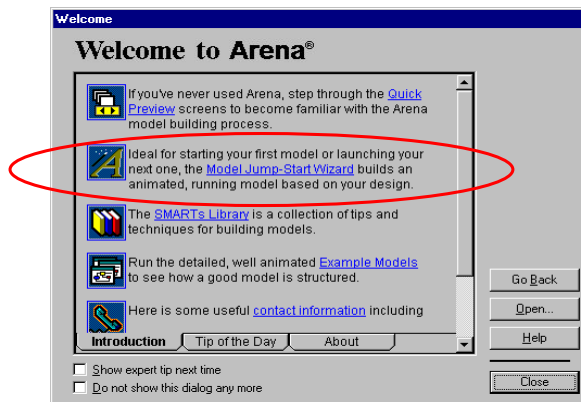 Welcome
Welcome to Arena®
If you've never used Arena, step through the Quick
Preview screens to become familiar with the Arena
model building process.
Ideal for starting your first model or launching your
next one, the Model Jump-Start Wizard builds an
animated, running model based on your design.
The SMARTs Library is a collection of tips and
techniques for building models.
Run the detailed, well animated Example Models
to see how a good model is structured.
Here is some useful contact information including
Introduction Tip of the Day About
Go Back
Open...
Help
Close
Show expert tip next time
Do not show this dialog any more